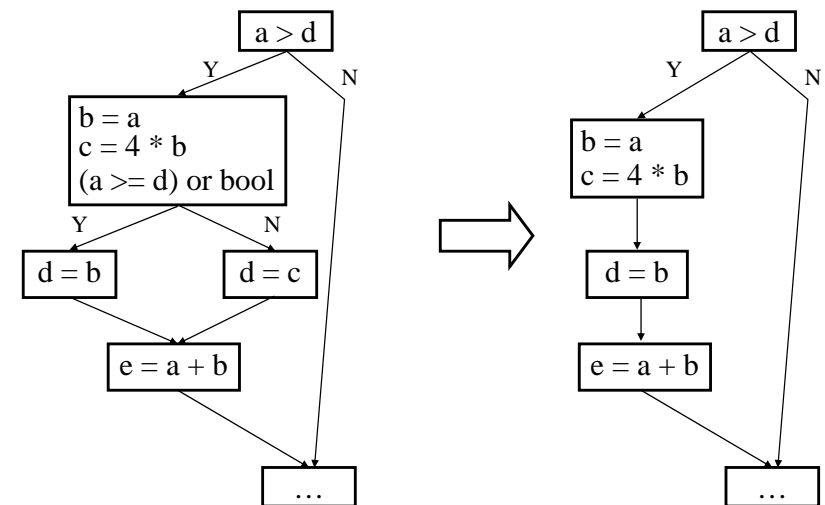 a > d
Y
N
b = a
c = 4 * b
(a >= d) or bool
Y
N
d = b
d = c
e = a + b
…
a > d
Y
N
b = a
c = 4 * b
d = b
e = a + b
…